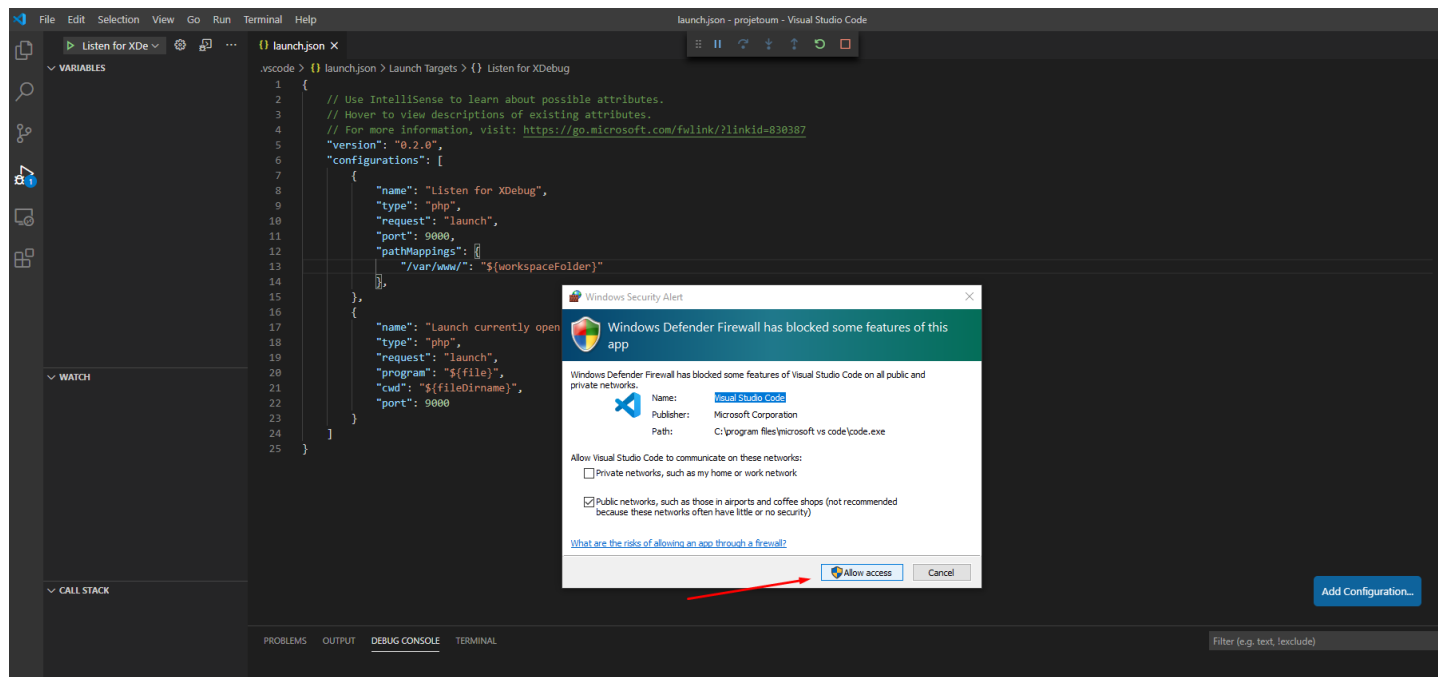 File Edit Selection View Go Run Terminal Help
launch.json - projetoum - Visual Studio Code
Listen for XDe
{} launch.json
VARIABLES
.vscode > {} launch.json > Launch Targets > {} Listen for XDebug
1 {
2 // Use IntelliSense to learn about possible attributes.
3 // Hover to view descriptions of existing attributes.
4 // For more information, visit: https://go.microsoft.com/fwlink/?linkid=830387
5 "version": "0.2.0",
6 "configurations": [
7 {
8 "name": "Listen for XDebug",
9 "type": "php",
10 "request": "launch",
11 "port": 9000,
12 "pathMappings": {
13 "/var/www/": "${workspaceFolder}"
14 },
15 },
16 {
17 "name": "Launch currently open
18 "type": "php",
19 "request": "launch",
20 "program": "${file}",
21 "cwd": "${fileDirname}",
22 "port": 9000
23 }
24 ]
25 }
1
WATCH
CALL STACK
Windows Security Alert
Windows Defender Firewall has blocked some features of this
app
Windows Defender Firewall has blocked some features of Visual Studio Code on all public and
private networks.
Name: Visual Studio Code
Publisher: Microsoft Corporation
Path: C:\program files\microsoft vs code\code.exe
Allow Visual Studio Code to communicate on these networks:
Private networks, such as my home or work network
Public networks, such as those in airports and coffee shops (not recommended
because these networks often have little or no security)
What are the risks of allowing an app through a firewall?
Allow access
Cancel
Add Configuration...
PROBLEMS OUTPUT DEBUG CONSOLE TERMINAL
Filter (e.g. text, !exclude)